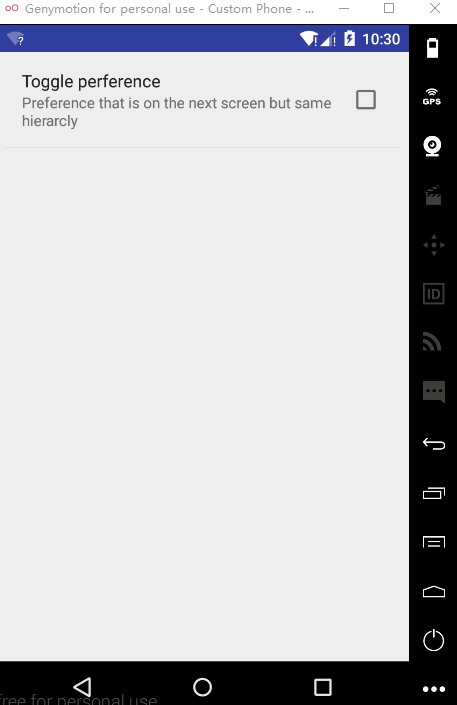 Genymotion for personal use - Custom Phone - ...
10:30
GPS
Toggle perference
Preference that is on the next screen but same
hierarcly
ID
free for personal use